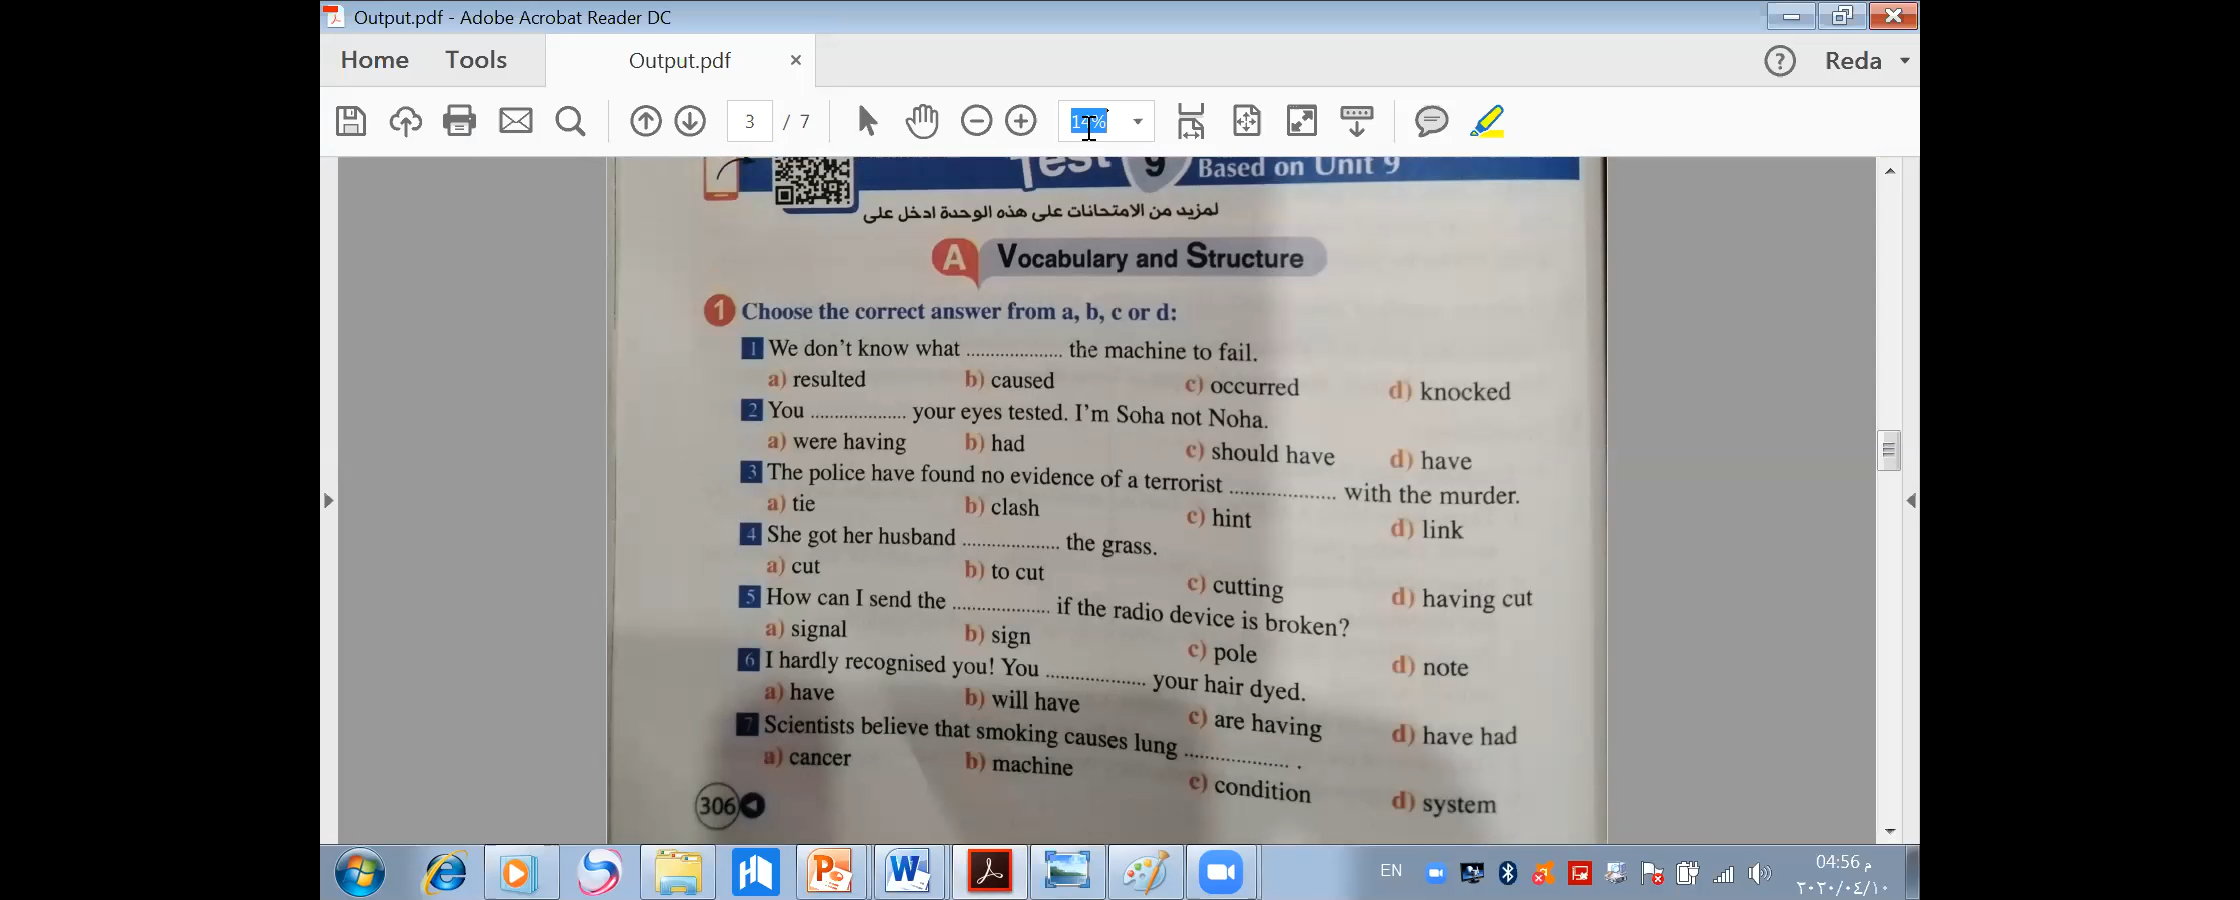 Output.pdf - Adobe Acrobat Reader DC
Home Tools Output.pdf Reda
3 / 7
Test 9 Based on Unit 9
لمزيد من الامتحانات على هذه الوحدة ادخل على
A Vocabulary and Structure
1 Choose the correct answer from a, b, c or d:
1 We don't know what .................... the machine to fail.
a) resulted b) caused c) occurred d) knocked
2 You .................... your eyes tested. I'm Soha not Noha.
a) were having b) had c) should have d) have
3 The police have found no evidence of a terrorist .................... with the murder.
a) tie b) clash c) hint d) link
4 She got her husband .................... the grass.
a) cut b) to cut c) cutting d) having cut
5 How can I send the .................... if the radio device is broken?
a) signal b) sign c) pole d) note
6 I hardly recognised you! You .................... your hair dyed.
a) have b) will have c) are having d) have had
7 Scientists believe that smoking causes lung .................... .
a) cancer b) machine c) condition d) system
306
EN
04:56 م
٢٠٢٠/٠٤/١٠